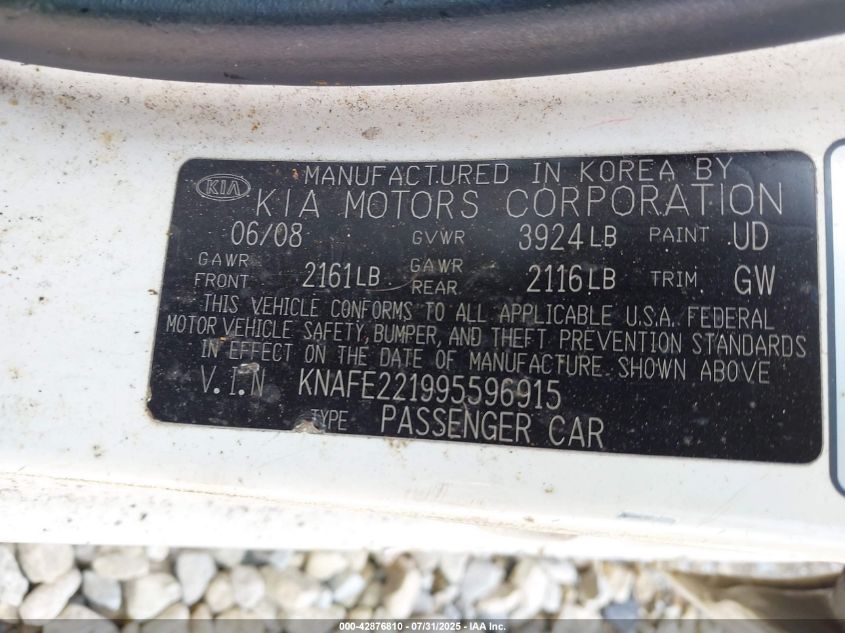 KIA
MANUFACTURED IN KOREA BY
KIA MOTORS CORPORATION
06/08 GVWR 3924LB PAINT UD
GAWR FRONT 2161LB GAWR REAR 2116LB TRIM GW
THIS VEHICLE CONFORMS TO ALL APPLICABLE U.S.A. FEDERAL
MOTOR VEHICLE SAFETY, BUMPER, AND THEFT PREVENTION STANDARDS
IN EFFECT ON THE DATE OF MANUFACTURE SHOWN ABOVE
V.I.N KNAFE221995596915
TYPE PASSENGER CAR
000-42876810 - 07/31/2025 - IAA Inc.